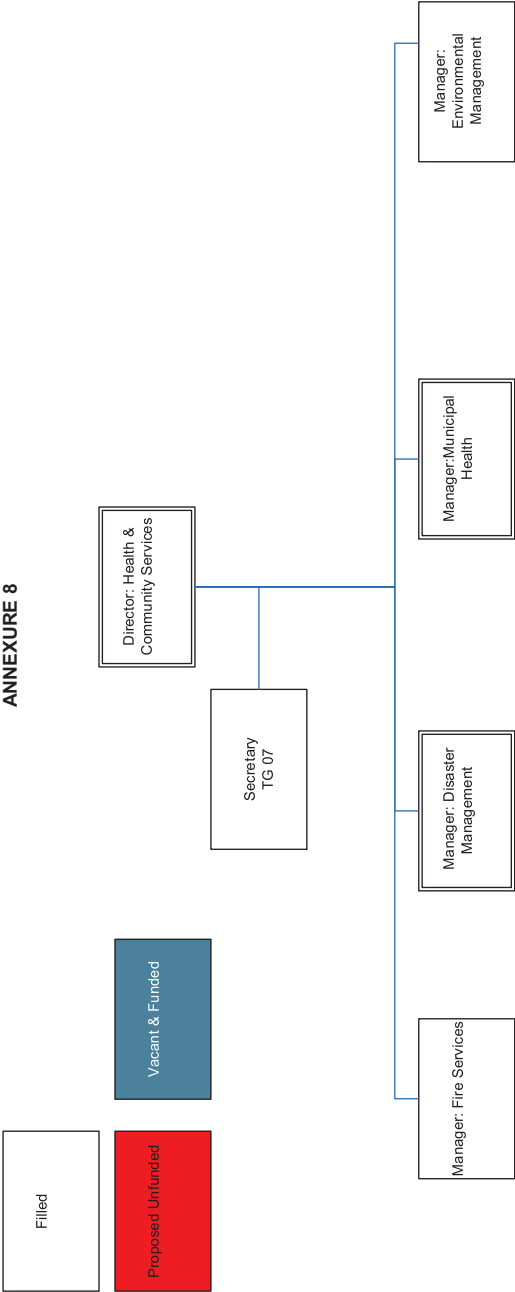 ANNEXURE 8
Filled
Proposed Unfunded
Vacant & Funded
Director: Health &
Community Services
Secretary
TG 07
Manager: Fire Services
Manager: Disaster
Management
Manager:Municipal
Health
Manager:
Environmental
Management